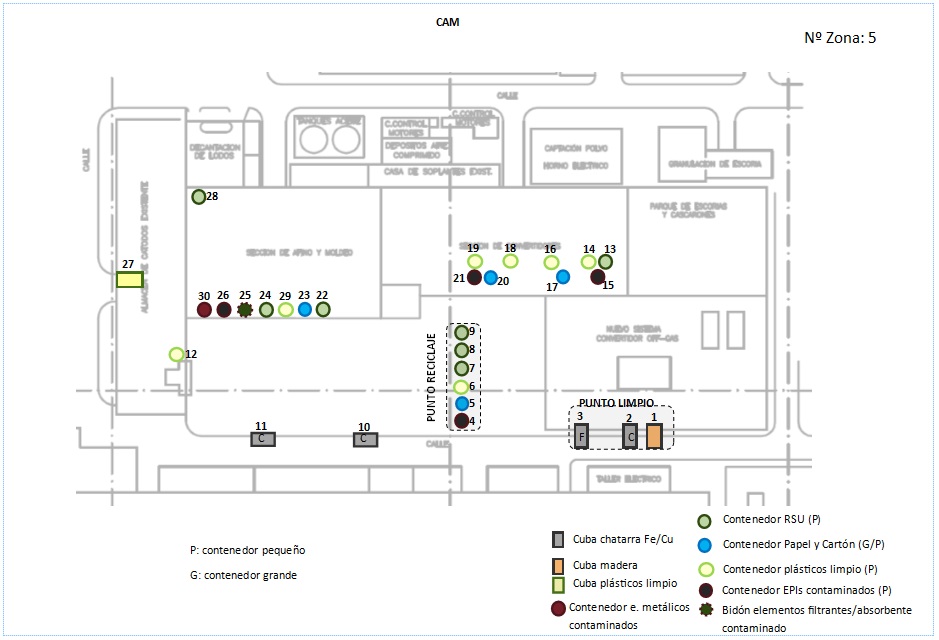 CAM
Nº Zona: 5
CALLE
TANQUES ACEITE
C.CONTROL
MOTORES
C.CONTROL
MOTORES
DECANTACION
DE LODOS
DEPOSITOS AIRE
COMPRIMIDO
CAPTACIÓN POLVO
HORNO ELECTRICO
GRANULACION DE ESCORIA
CALLE
CASA DE SOPLANTES EXIST.
ALMACEN DE CATODOS EXISTENTE
28
PARQUE DE ESCORIAS
Y CASCARONES
SECCION DE AFINO Y MOLDEO
SECCION DE CONVERTIDORES
19
18
16
14
13
27
21
20
17
15
30
26
25
24
29
23
22
PUNTO RECICLAJE
9
8
7
6
5
4
NUEVO SISTEMA
CONVERTIDOR OFF-GAS
12
PUNTO LIMPIO
3
2
1
F
C
11
C
10
C
CALLE
TALLER ELECTRICO
P: contenedor pequeño
G: contenedor grande
Cuba chatarra Fe/Cu
Cuba madera
Cuba plásticos limpio
Contenedor e. metálicos
contaminados
Contenedor RSU (P)
Contenedor Papel y Cartón (G/P)
Contenedor plásticos limpio (P)
Contenedor EPIs contaminados (P)
Bidón elementos filtrantes/absorbente
contaminado